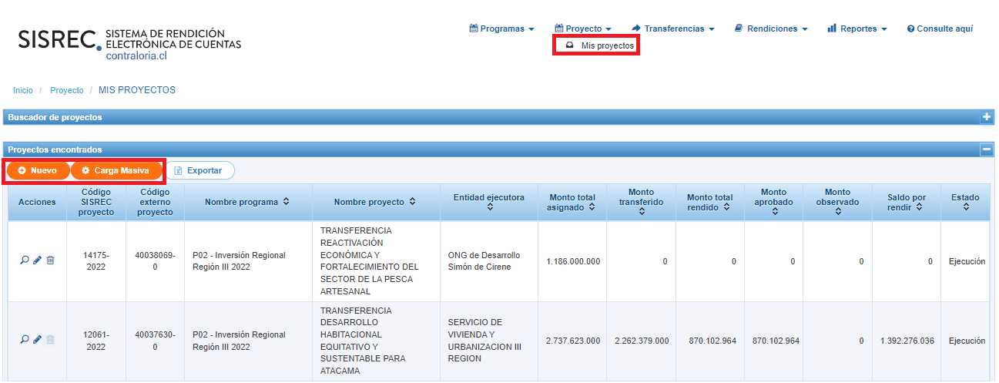 SISREC. SISTEMA DE RENDICIÓN
ELECTRÓNICA DE CUENTAS
contraloria.cl
Programas Proyecto Transferencias Rendiciones Reportes Consulte aquí
Mis proyectos
Inicio / Proyecto / MIS PROYECTOS
Buscador de proyectos
Proyectos encontrados
Nuevo Carga Masiva Exportar
Acciones Código SISREC proyecto Código externo proyecto Nombre programa Nombre proyecto Entidad ejecutora Monto total asignado Monto transferido Monto total rendido Monto aprobado Monto observado Saldo por rendir Estado
14175-2022 40038069-0 P02 - Inversión Regional Región III 2022 TRANSFERENCIA REACTIVACIÓN ECONÓMICA Y FORTALECIMIENTO DEL SECTOR DE LA PESCA ARTESANAL ONG de Desarrollo Simón de Cirene 1.186.000.000 0 0 0 0 0 Ejecución
12061-2022 40037630-0 P02 - Inversión Regional Región III 2022 TRANSFERENCIA DESARROLLO HABITACIONAL EQUITATIVO Y SUSTENTABLE PARA ATACAMA SERVICIO DE VIVIENDA Y URBANIZACION III REGION 2.737.623.000 2.262.379.000 870.102.964 870.102.964 0 1.392.276.036 Ejecución